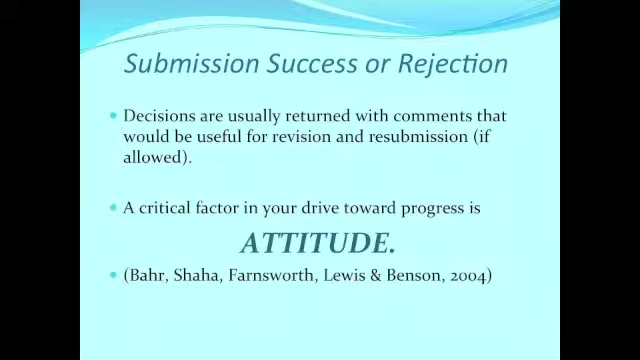 Submission Success or Rejection
Decisions are usually returned with comments that
would be useful for revision and resubmission (if
allowed).
A critical factor in your drive toward progress is
ATTITUDE.
(Bahr, Shaha, Farnsworth, Lewis & Benson, 2004)